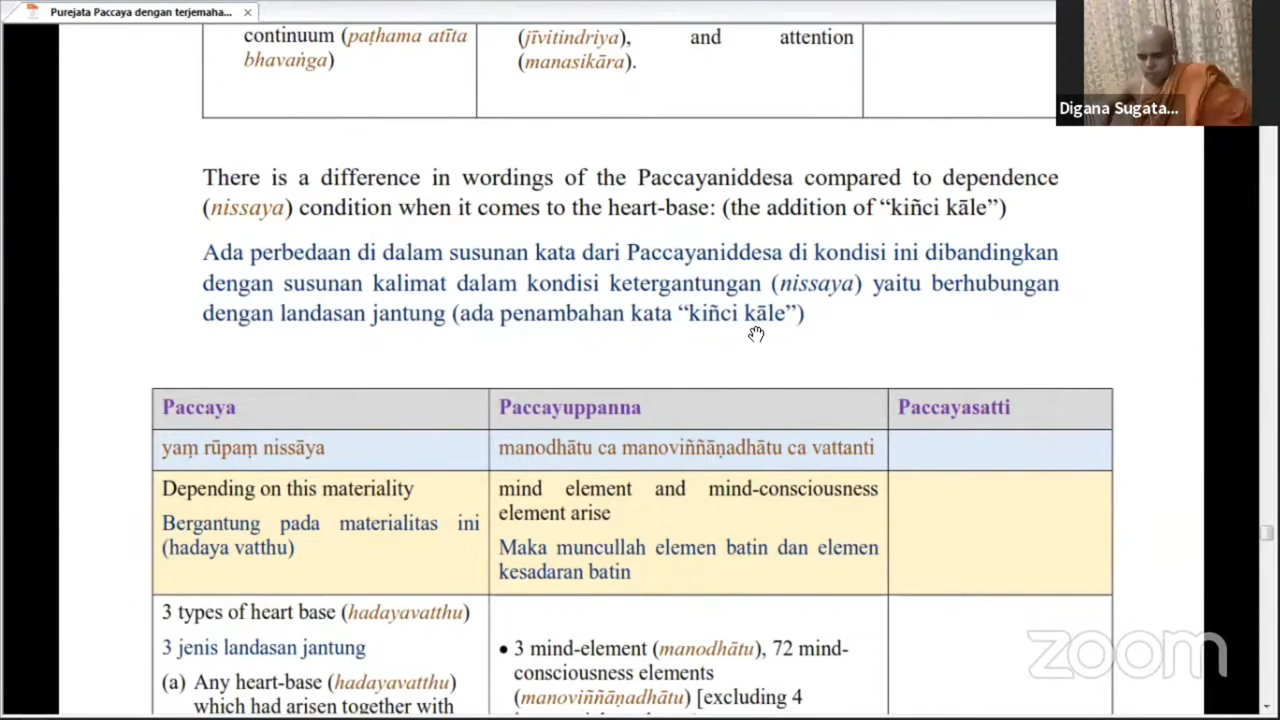 Purejata Paccaya dengan terjemaha... ×
continuum (paṭhama atīta
bhavaṅga)
(jīvitindriya), and attention
(manasikāra).
Digana Sugata...
There is a difference in wordings of the Paccayaniddesa compared to dependence
(nissaya) condition when it comes to the heart-base: (the addition of “kiñci kāle”)
Ada perbedaan di dalam susunan kata dari Paccayaniddesa di kondisi ini dibandingkan
dengan susunan kalimat dalam kondisi ketergantungan (nissaya) yaitu berhubungan
dengan landasan jantung (ada penambahan kata “kiñci kāle”)
Paccaya
Paccayuppanna
Paccayasatti
yaṃ rūpaṃ nissāya
manodhātu ca manoviññāṇadhātu ca vattanti
Depending on this materiality
Bergantung pada materialitas ini
(hadaya vatthu)
mind element and mind-consciousness
element arise
Maka muncullah elemen batin dan elemen
kesadaran batin
3 types of heart base (hadayavatthu)
3 jenis landasan jantung
(a) Any heart-base (hadayavatthu)
which had arisen together with
• 3 mind-element (manodhātu), 72 mind-
consciousness elements
(manoviññāṇadhātu) [excluding 4
zoom